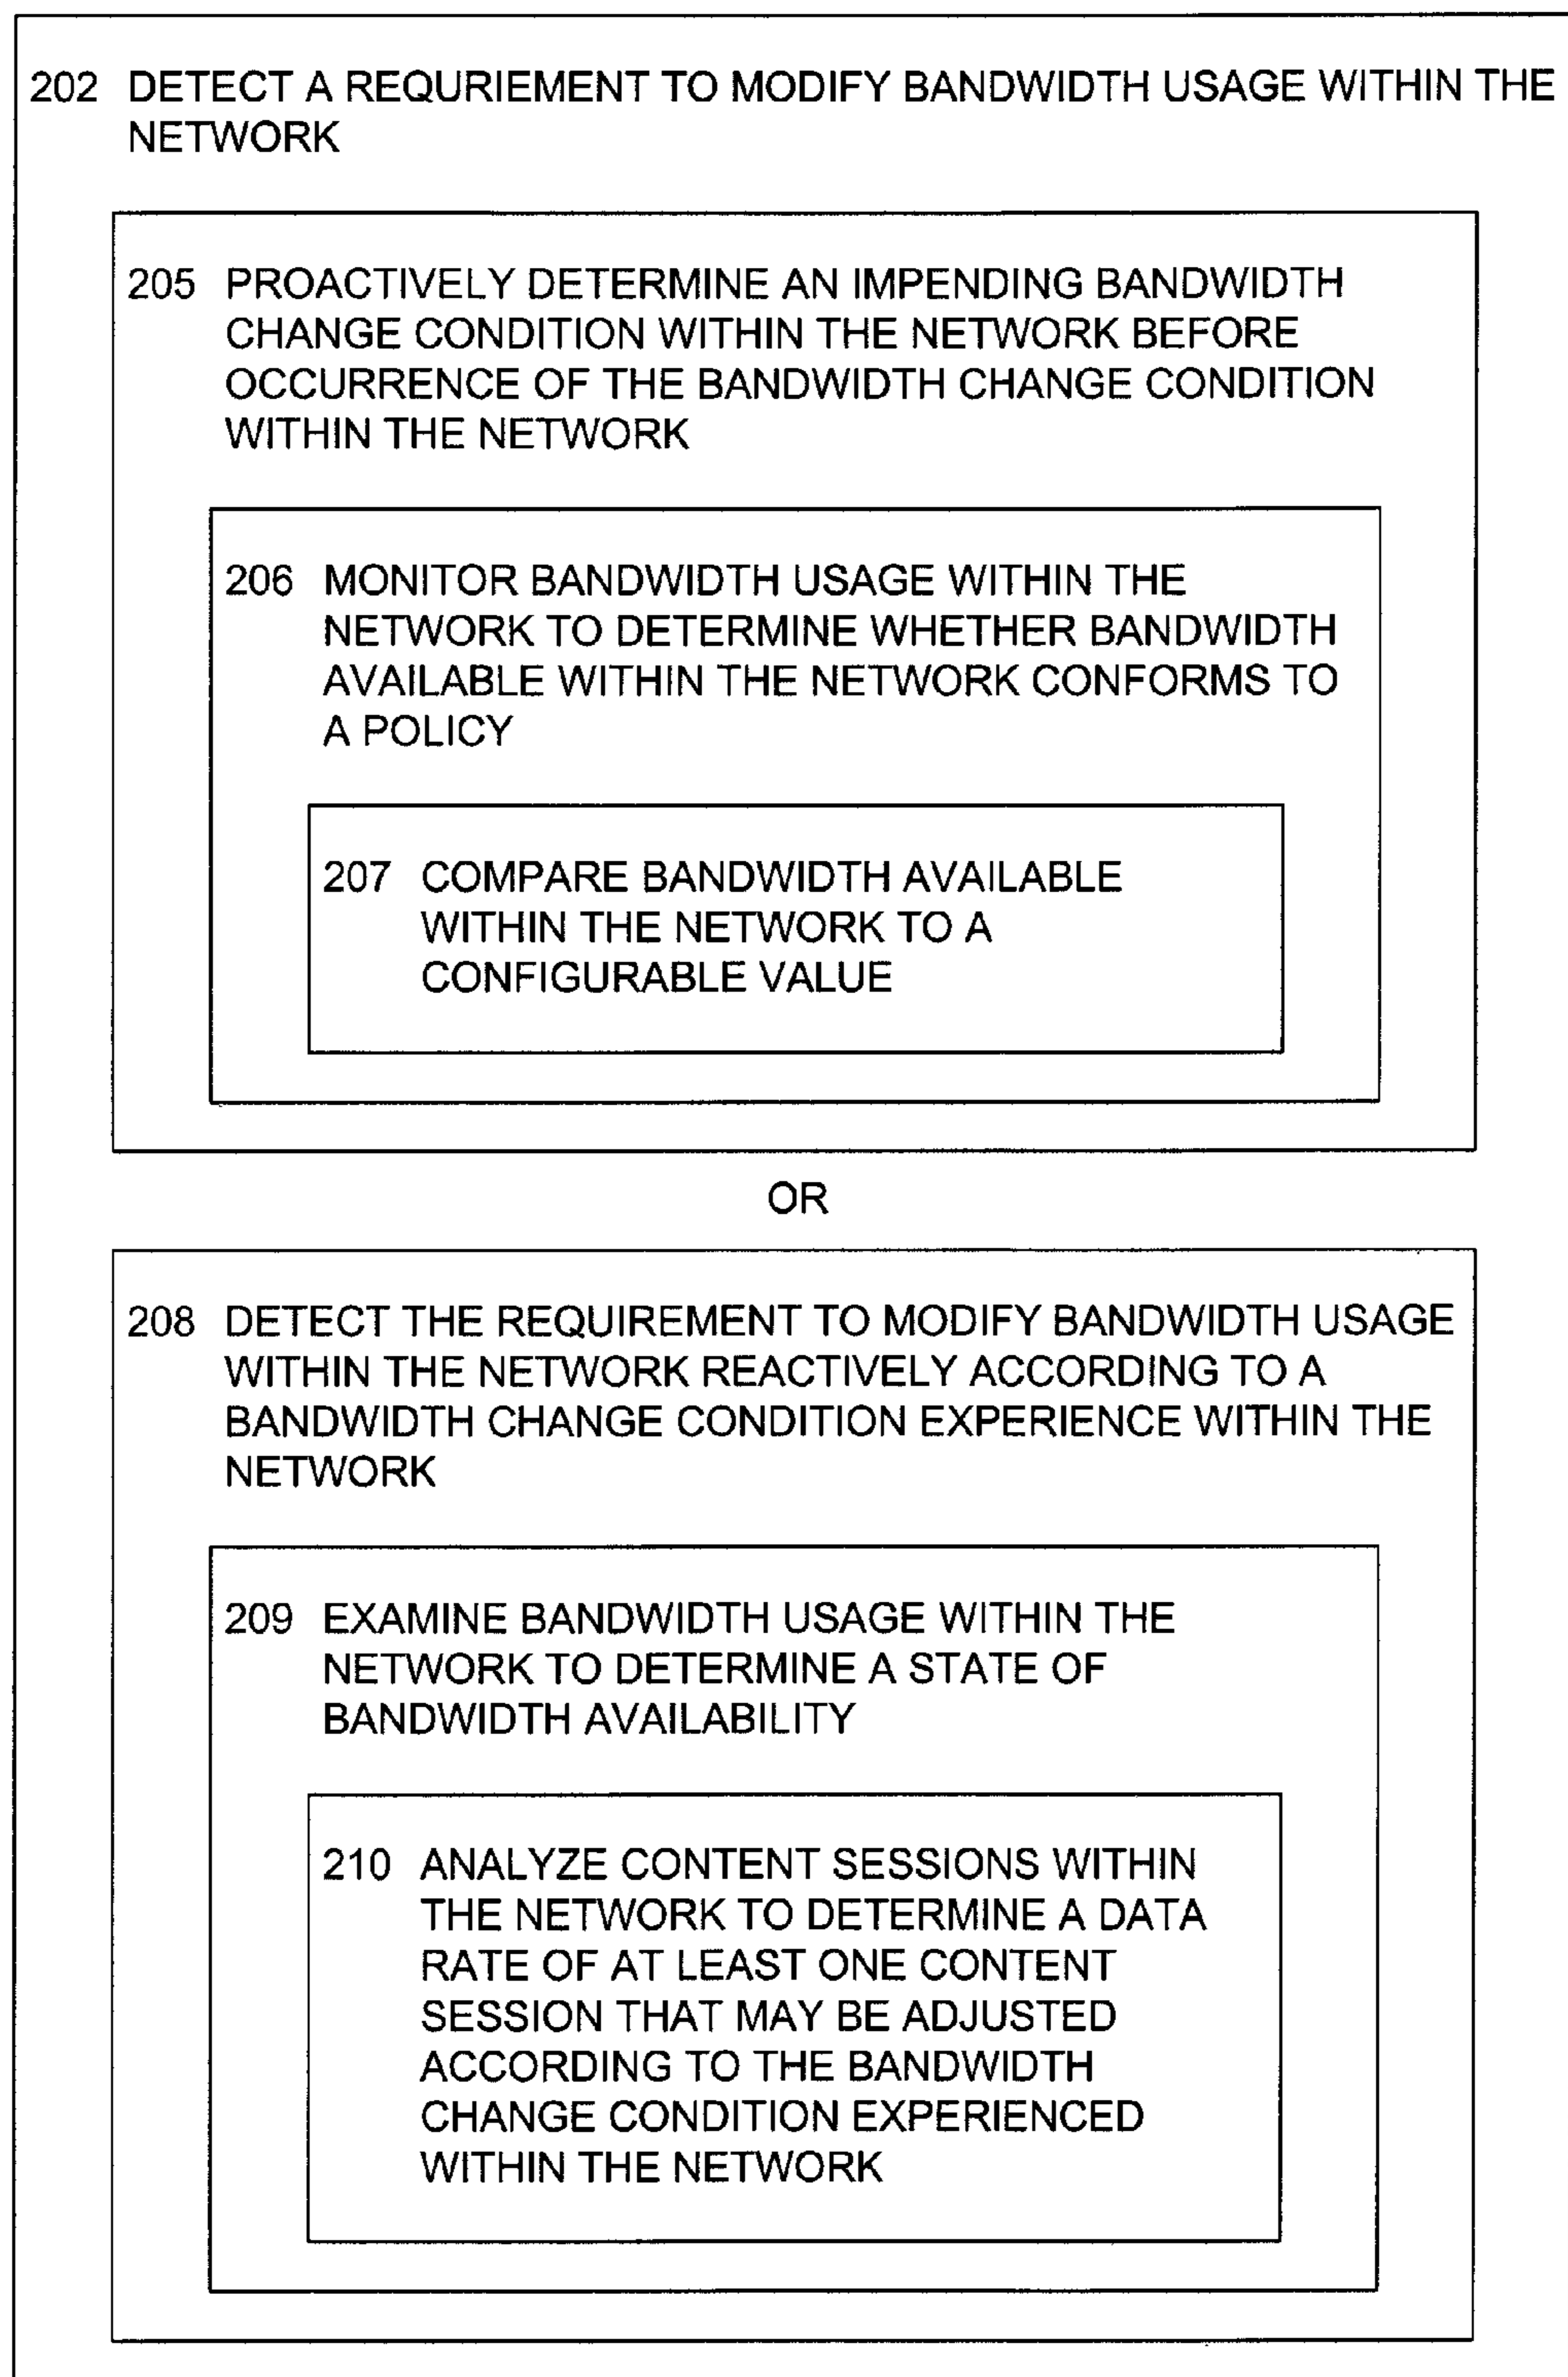 202 DETECT A REQURIEMENT TO MODIFY BANDWIDTH USAGE WITHIN THE
NETWORK
205 PROACTIVELY DETERMINE AN IMPENDING BANDWIDTH
CHANGE CONDITION WITHIN THE NETWORK BEFORE
OCCURRENCE OF THE BANDWIDTH CHANGE CONDITION
WITHIN THE NETWORK
206 MONITOR BANDWIDTH USAGE WITHIN THE
NETWORK TO DETERMINE WHETHER BANDWIDTH
AVAILABLE WITHIN THE NETWORK CONFORMS TO
A POLICY
207 COMPARE BANDWIDTH AVAILABLE
WITHIN THE NETWORK TO A
CONFIGURABLE VALUE
OR
208 DETECT THE REQUIREMENT TO MODIFY BANDWIDTH USAGE
WITHIN THE NETWORK REACTIVELY ACCORDING TO A
BANDWIDTH CHANGE CONDITION EXPERIENCE WITHIN THE
NETWORK
209 EXAMINE BANDWIDTH USAGE WITHIN THE
NETWORK TO DETERMINE A STATE OF
BANDWIDTH AVAILABILITY
210 ANALYZE CONTENT SESSIONS WITHIN
THE NETWORK TO DETERMINE A DATA
RATE OF AT LEAST ONE CONTENT
SESSION THAT MAY BE ADJUSTED
ACCORDING TO THE BANDWIDTH
CHANGE CONDITION EXPERIENCED
WITHIN THE NETWORK